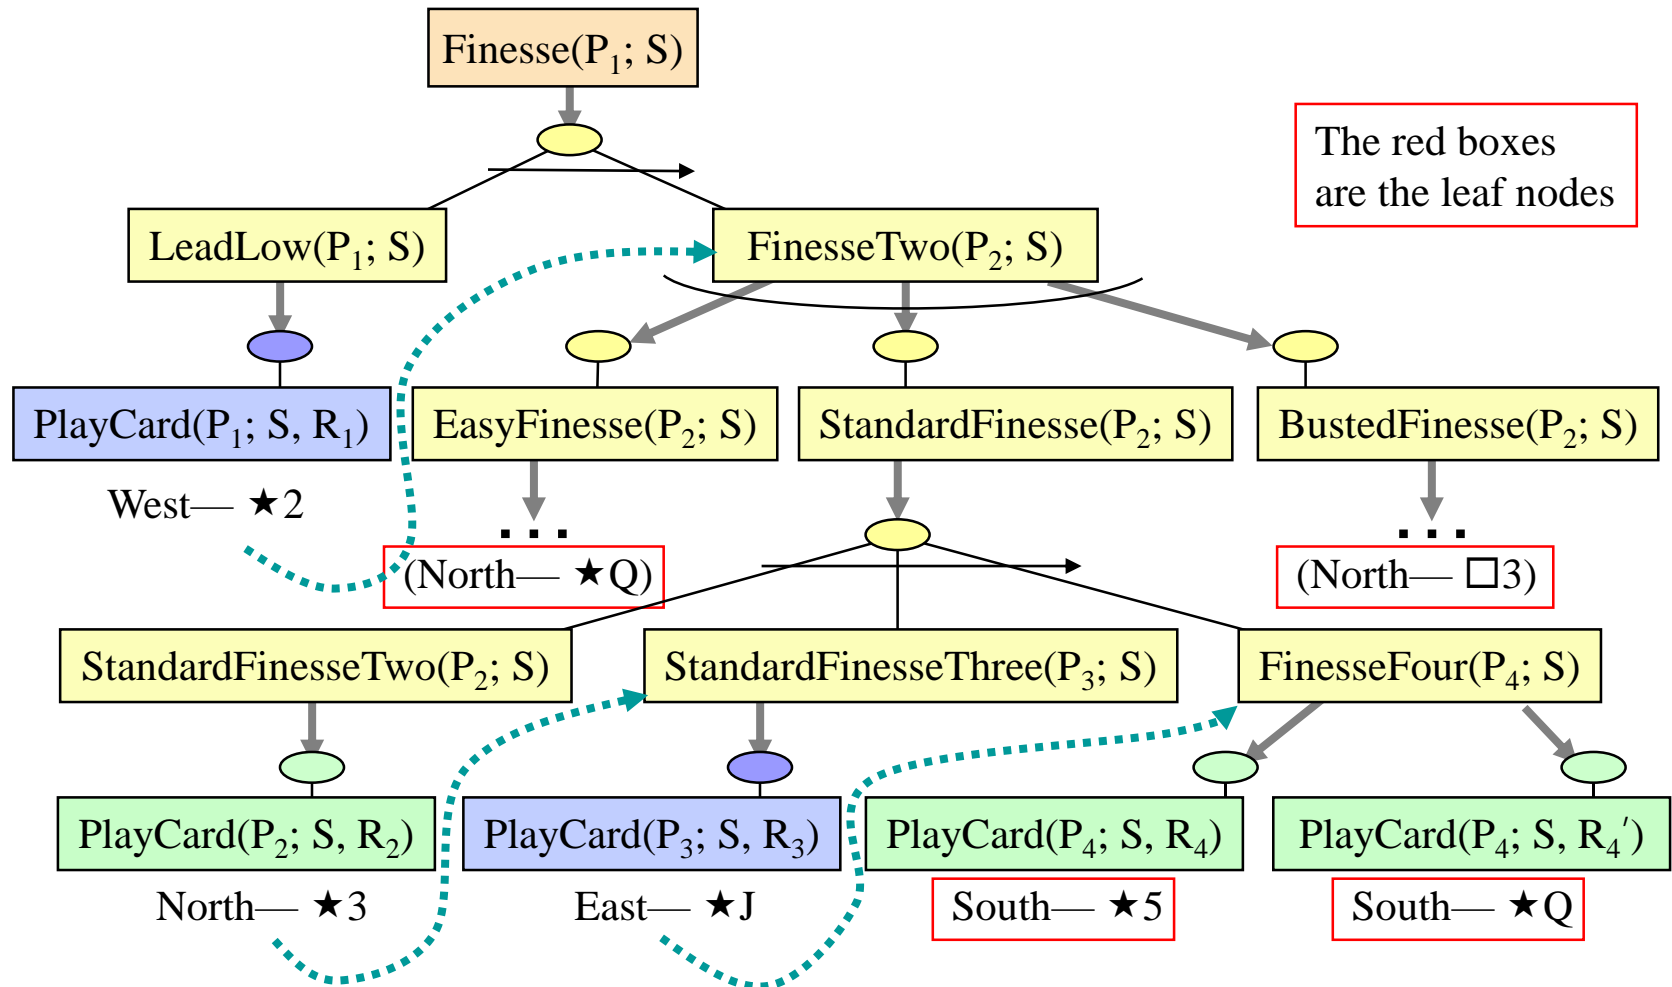 Finesse(P₁; S)
The red boxes
are the leaf nodes
LeadLow(P₁; S)
FinesseTwo(P₂; S)
PlayCard(P₁; S, R₁)
EasyFinesse(P₂; S)
StandardFinesse(P₂; S)
BustedFinesse(P₂; S)
West— ★2
...
(North— ★Q)
...
(North— □3)
StandardFinesseTwo(P₂; S)
StandardFinesseThree(P₃; S)
FinesseFour(P₄; S)
PlayCard(P₂; S, R₂)
PlayCard(P₃; S, R₃)
PlayCard(P₄; S, R₄)
PlayCard(P₄; S, R₄′)
North— ★3
East— ★J
South— ★5
South— ★Q